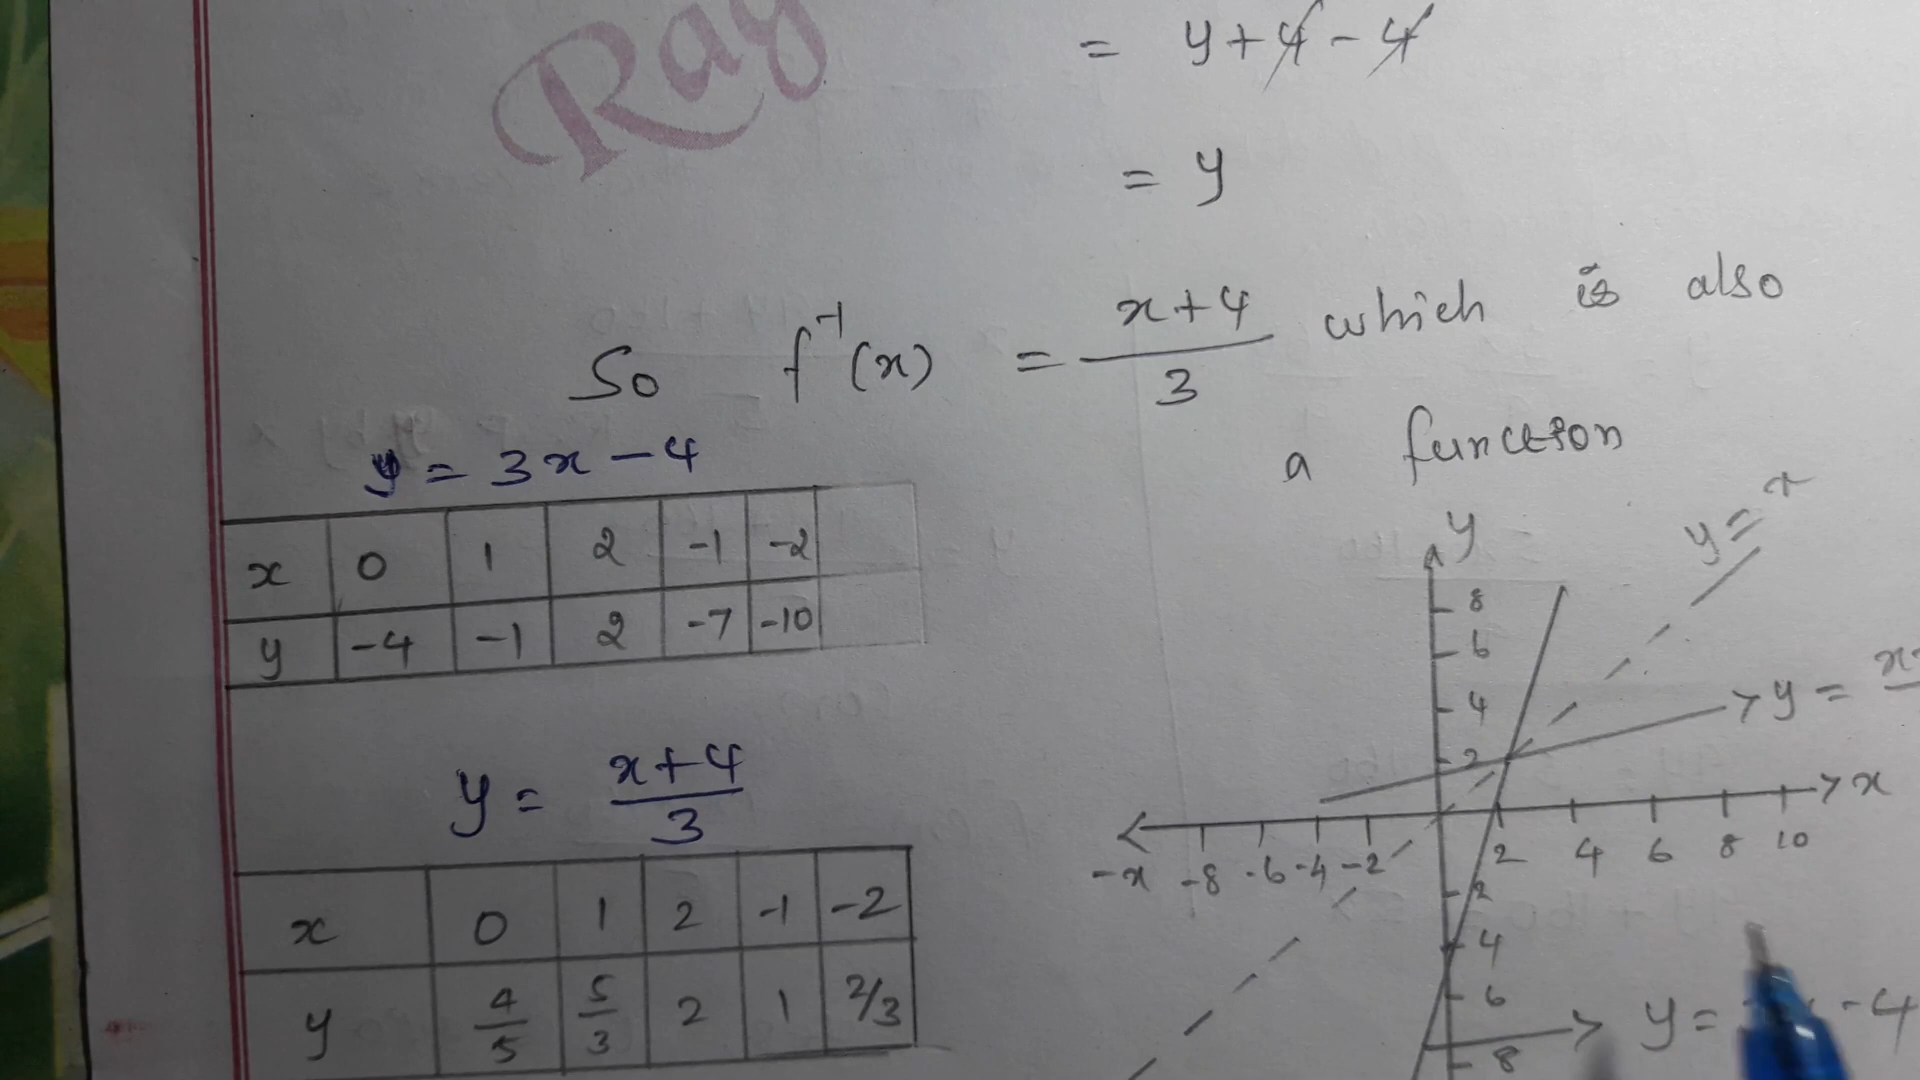 Ray
= y + 4 - 4
= y
So f⁻¹(x) = x+4/3 which is also
a function
y = 3x - 4
x 0 1 2 -1 -2
y -4 -1 2 -7 -10
y = x+4/3
x 0 1 2 -1 -2
y 4/5 5/3 2 1 2/3
y
y = x
8
6
4
y =
2
x
-x -8 -6 -4 -2 2 4 6 8 10
2
4
6
y = -4
8